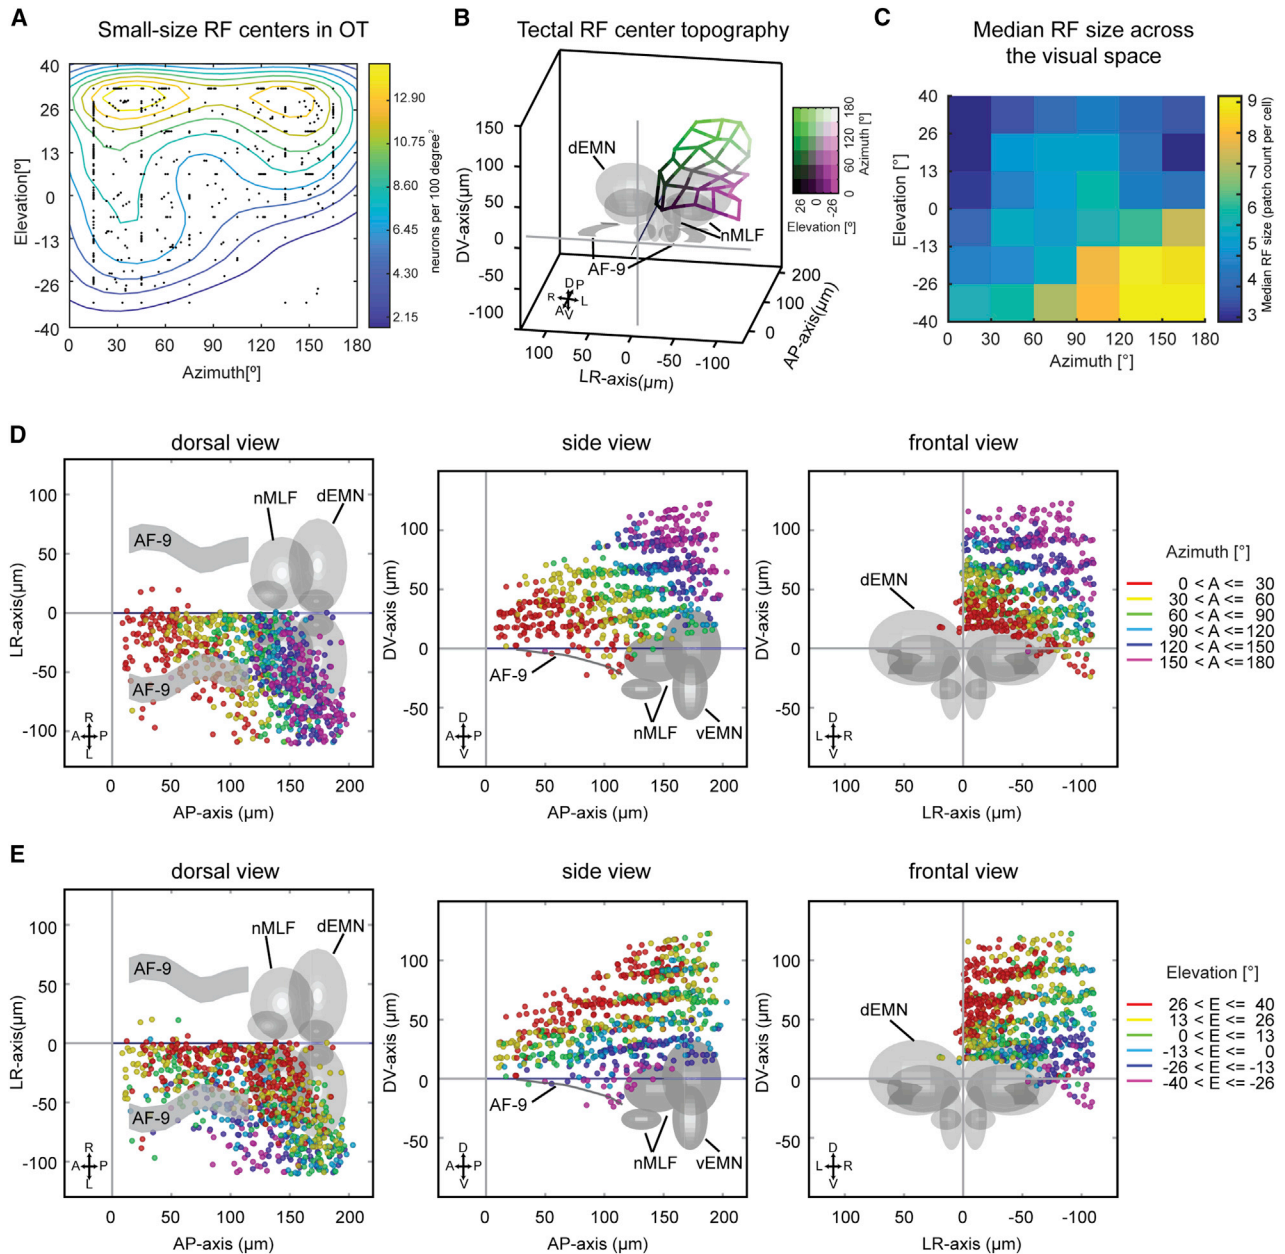 A
Small-size RF centers in OT
40
26
13
0
-13
-26
-40
Elevation[º]
0 30 60 90 120 150 180
Azimuth[º]
12.90
10.75
8.60
6.45
4.30
2.15
neurons per 100 degree²
B
Tectal RF center topography
150
100
50
0
-50
-100
DV-axis(µm)
dEMN
nMLF
AF-9
D P
R L
A V
100 50 0 -50 -100
LR-axis(µm)
0
100
200
AP-axis(µm)
0 60 120 180
Azimuth [º]
26 0 -26
Elevation [º]
C
Median RF size across
the visual space
40
26
13
0
-13
-26
-40
Elevation [°]
0 30 60 90 120 150 180
Azimuth [°]
9
8
7
6
5
4
3
Median RF size (patch count per cell)
D
dorsal view
100
50
0
-50
-100
LR-axis(µm)
nMLF
dEMN
AF-9
AF-9
R
A P
L
0 50 100 150 200
AP-axis (µm)
side view
100
50
0
-50
DV-axis (µm)
AF-9
nMLF
vEMN
D
A P
V
0 50 100 150 200
AP-axis (µm)
frontal view
100
50
0
-50
DV-axis (µm)
dEMN
D
L R
V
100 50 0 -50 -100
LR-axis (µm)
Azimuth [°]
0 < A <= 30
30 < A <= 60
60 < A <= 90
90 < A <= 120
120 < A <= 150
150 < A <= 180
E
dorsal view
100
50
0
-50
-100
LR-axis(µm)
nMLF
dEMN
AF-9
AF-9
R
A P
L
0 50 100 150 200
AP-axis (µm)
side view
100
50
0
-50
DV-axis (µm)
AF-9
nMLF
vEMN
D
A P
V
0 50 100 150 200
AP-axis (µm)
frontal view
100
50
0
-50
DV-axis (µm)
dEMN
D
L R
V
100 50 0 -50 -100
LR-axis (µm)
Elevation [°]
26 < E <= 40
13 < E <= 26
0 < E <= 13
-13 < E <= 0
-26 < E <= -13
-40 < E <= -26